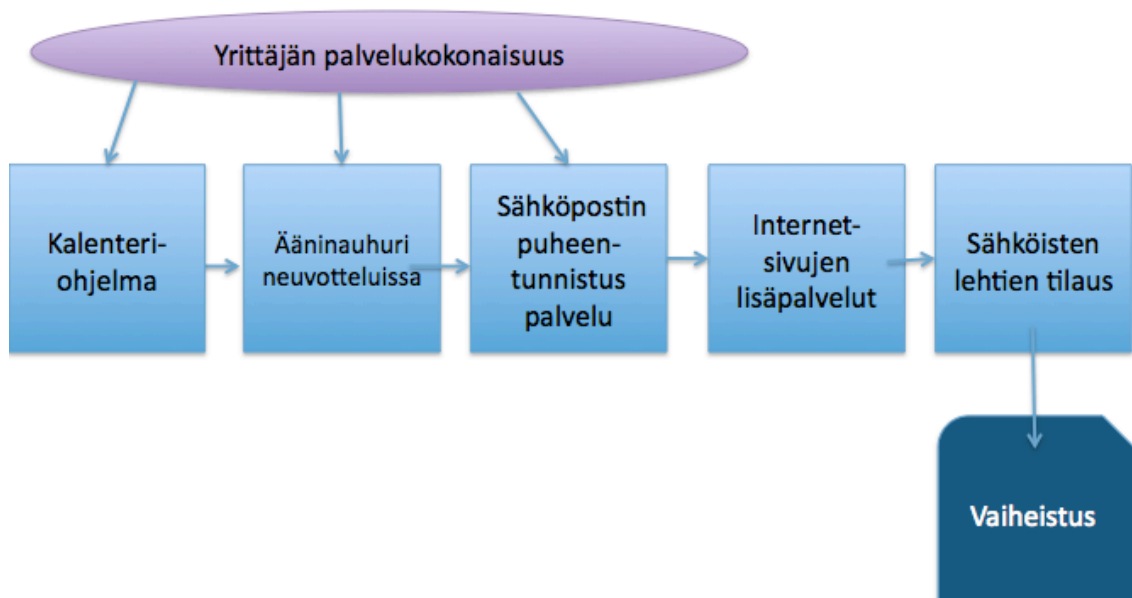 Yrittäjän palvelukokonaisuus
Kalenteri-
ohjelma
Ääninauhuri
neuvotteluissa
Sähköpostin
puheen-
tunnistus
palvelu
Internet-
sivujen
lisäpalvelut
Sähköisten
lehtien tilaus
Vaiheistus